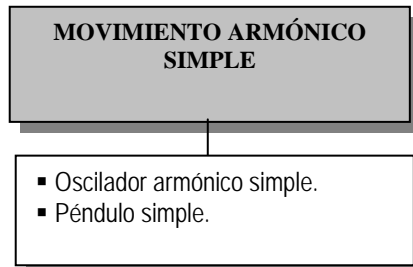 MOVIMIENTO ARMÓNICO
SIMPLE
▪ Oscilador armónico simple.
▪ Péndulo simple.